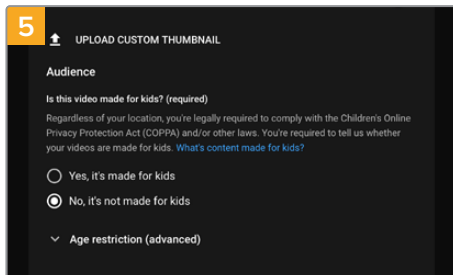 5
UPLOAD CUSTOM THUMBNAIL
Audience
Is this video made for kids? (required)
Regardless of your location, you're legally required to comply with the Children's Online
Privacy Protection Act (COPPA) and/or other laws. You're required to tell us whether
your videos are made for kids. What's content made for kids?
Yes, it's made for kids
No, it's not made for kids
Age restriction (advanced)